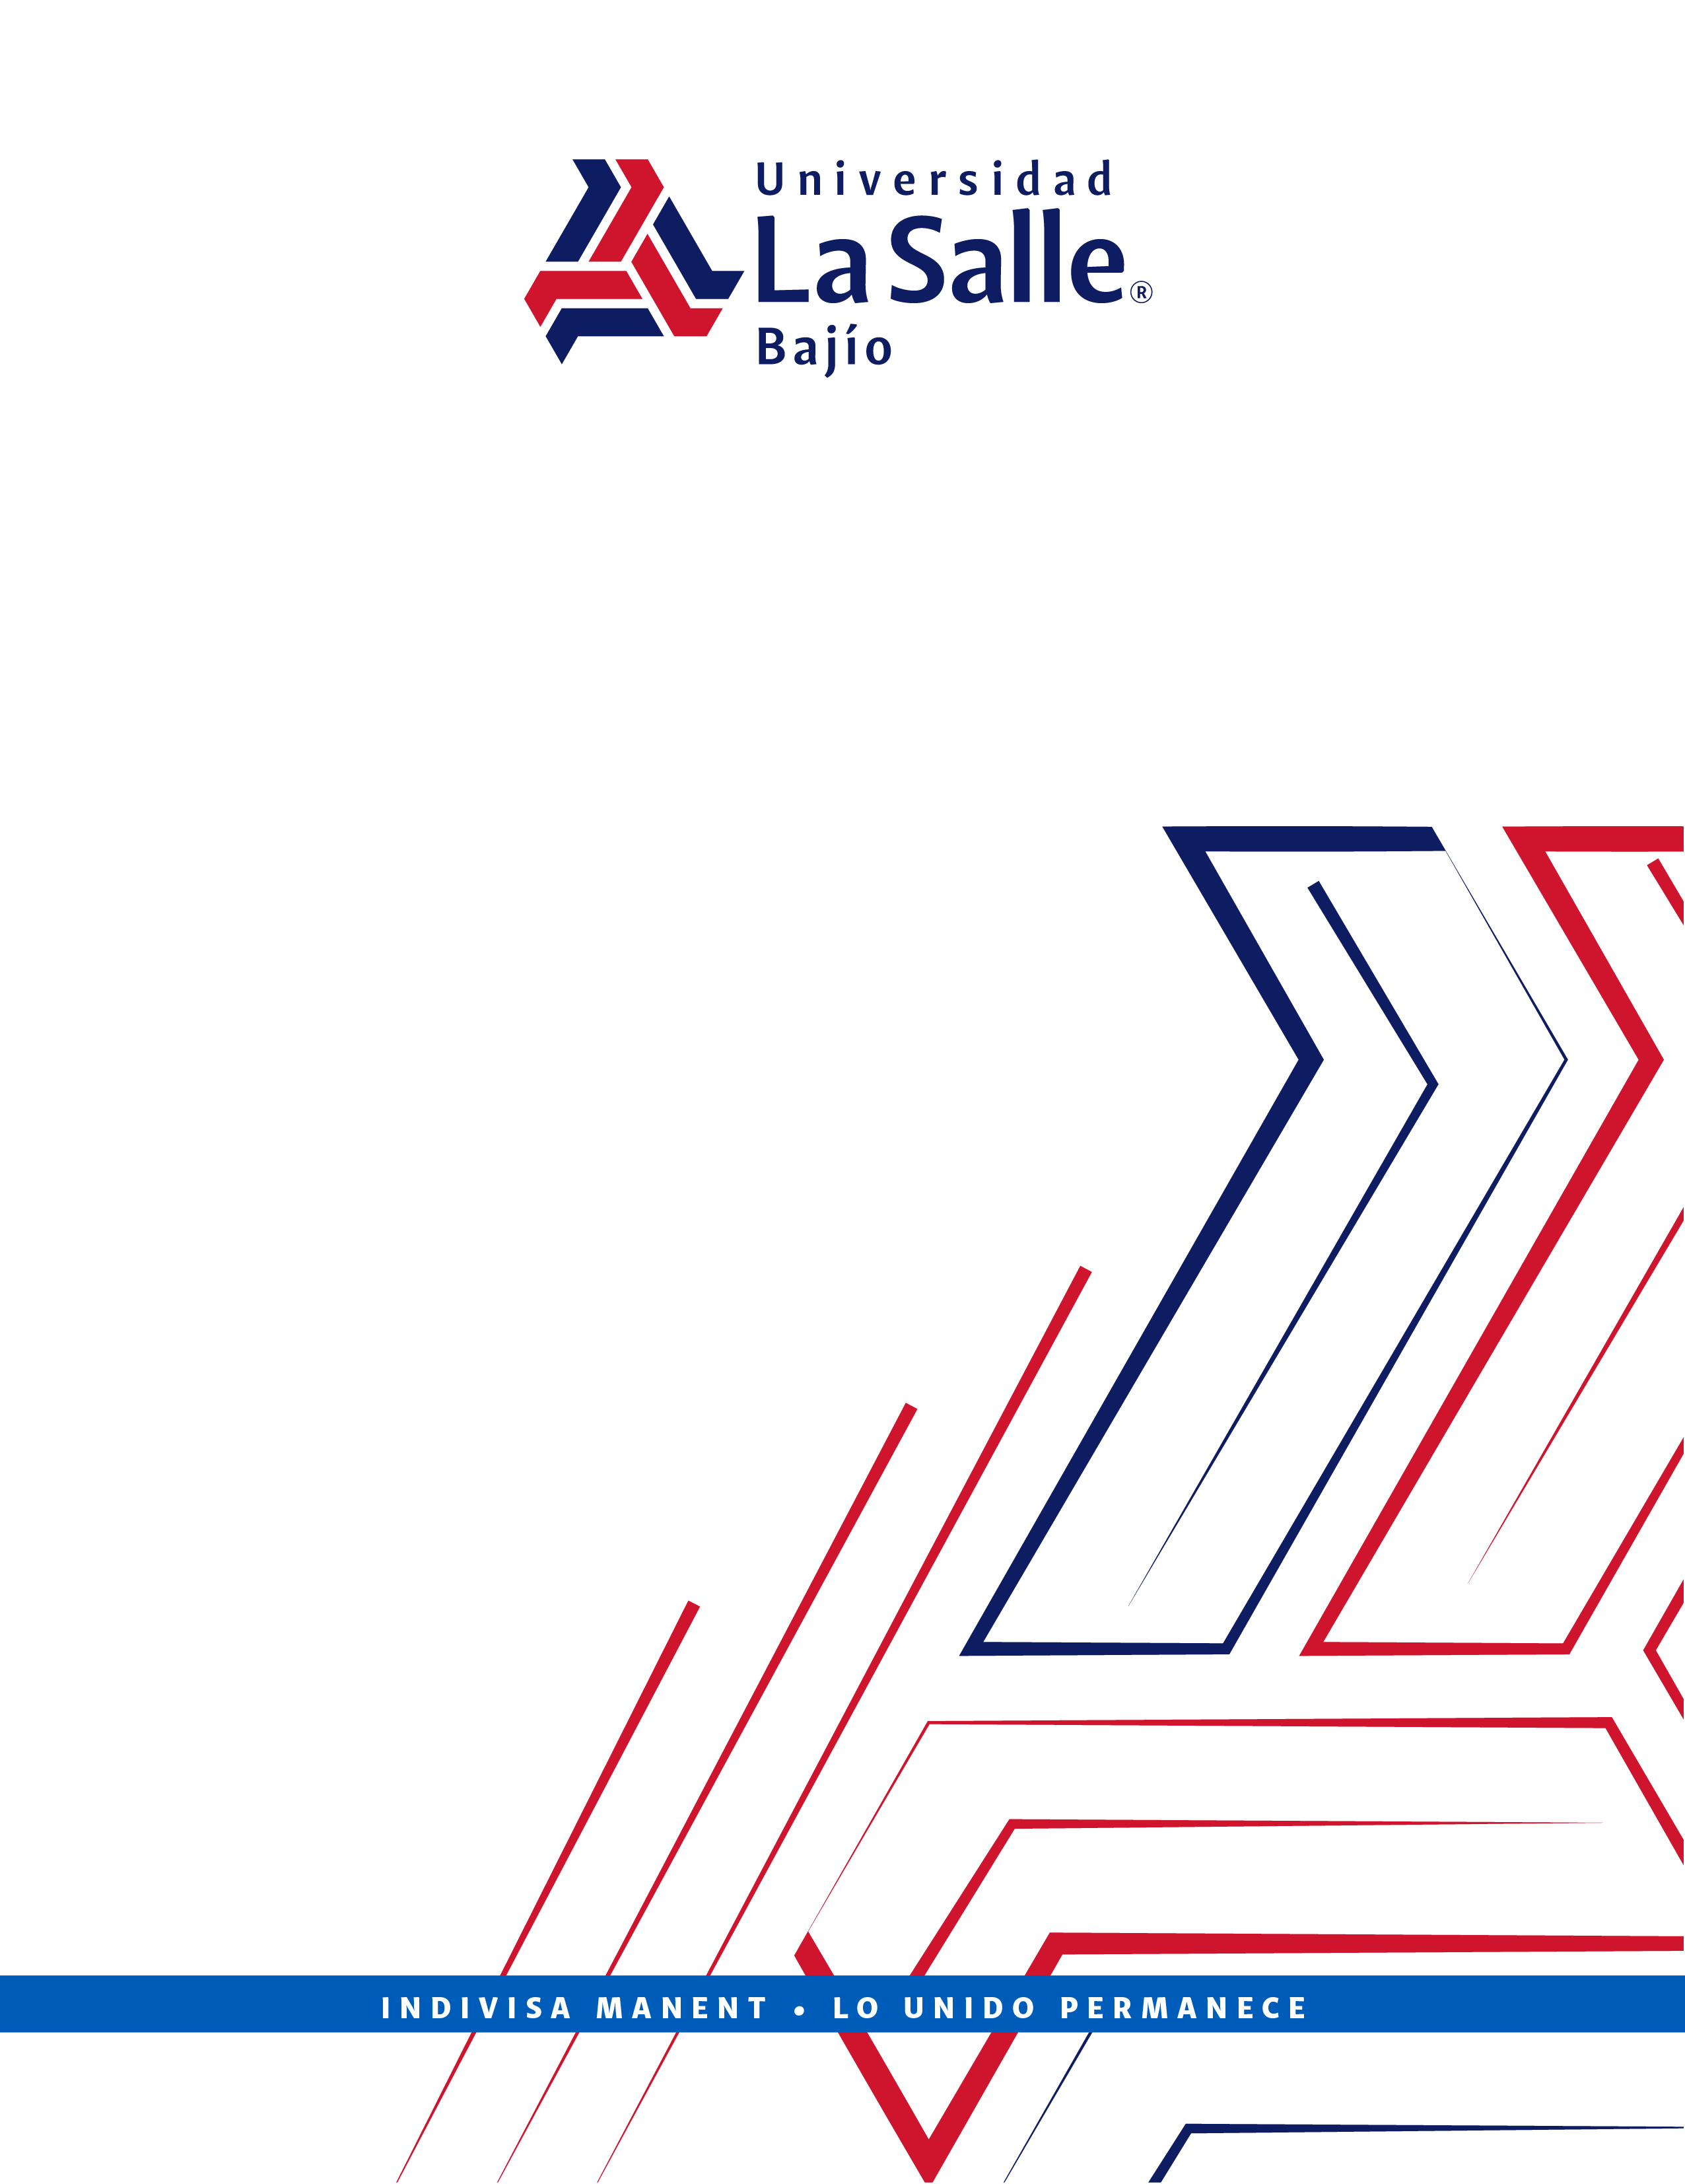 Universidad
La Salle ®
Bajío
INDIVISA MANENT • LO UNIDO PERMANECE